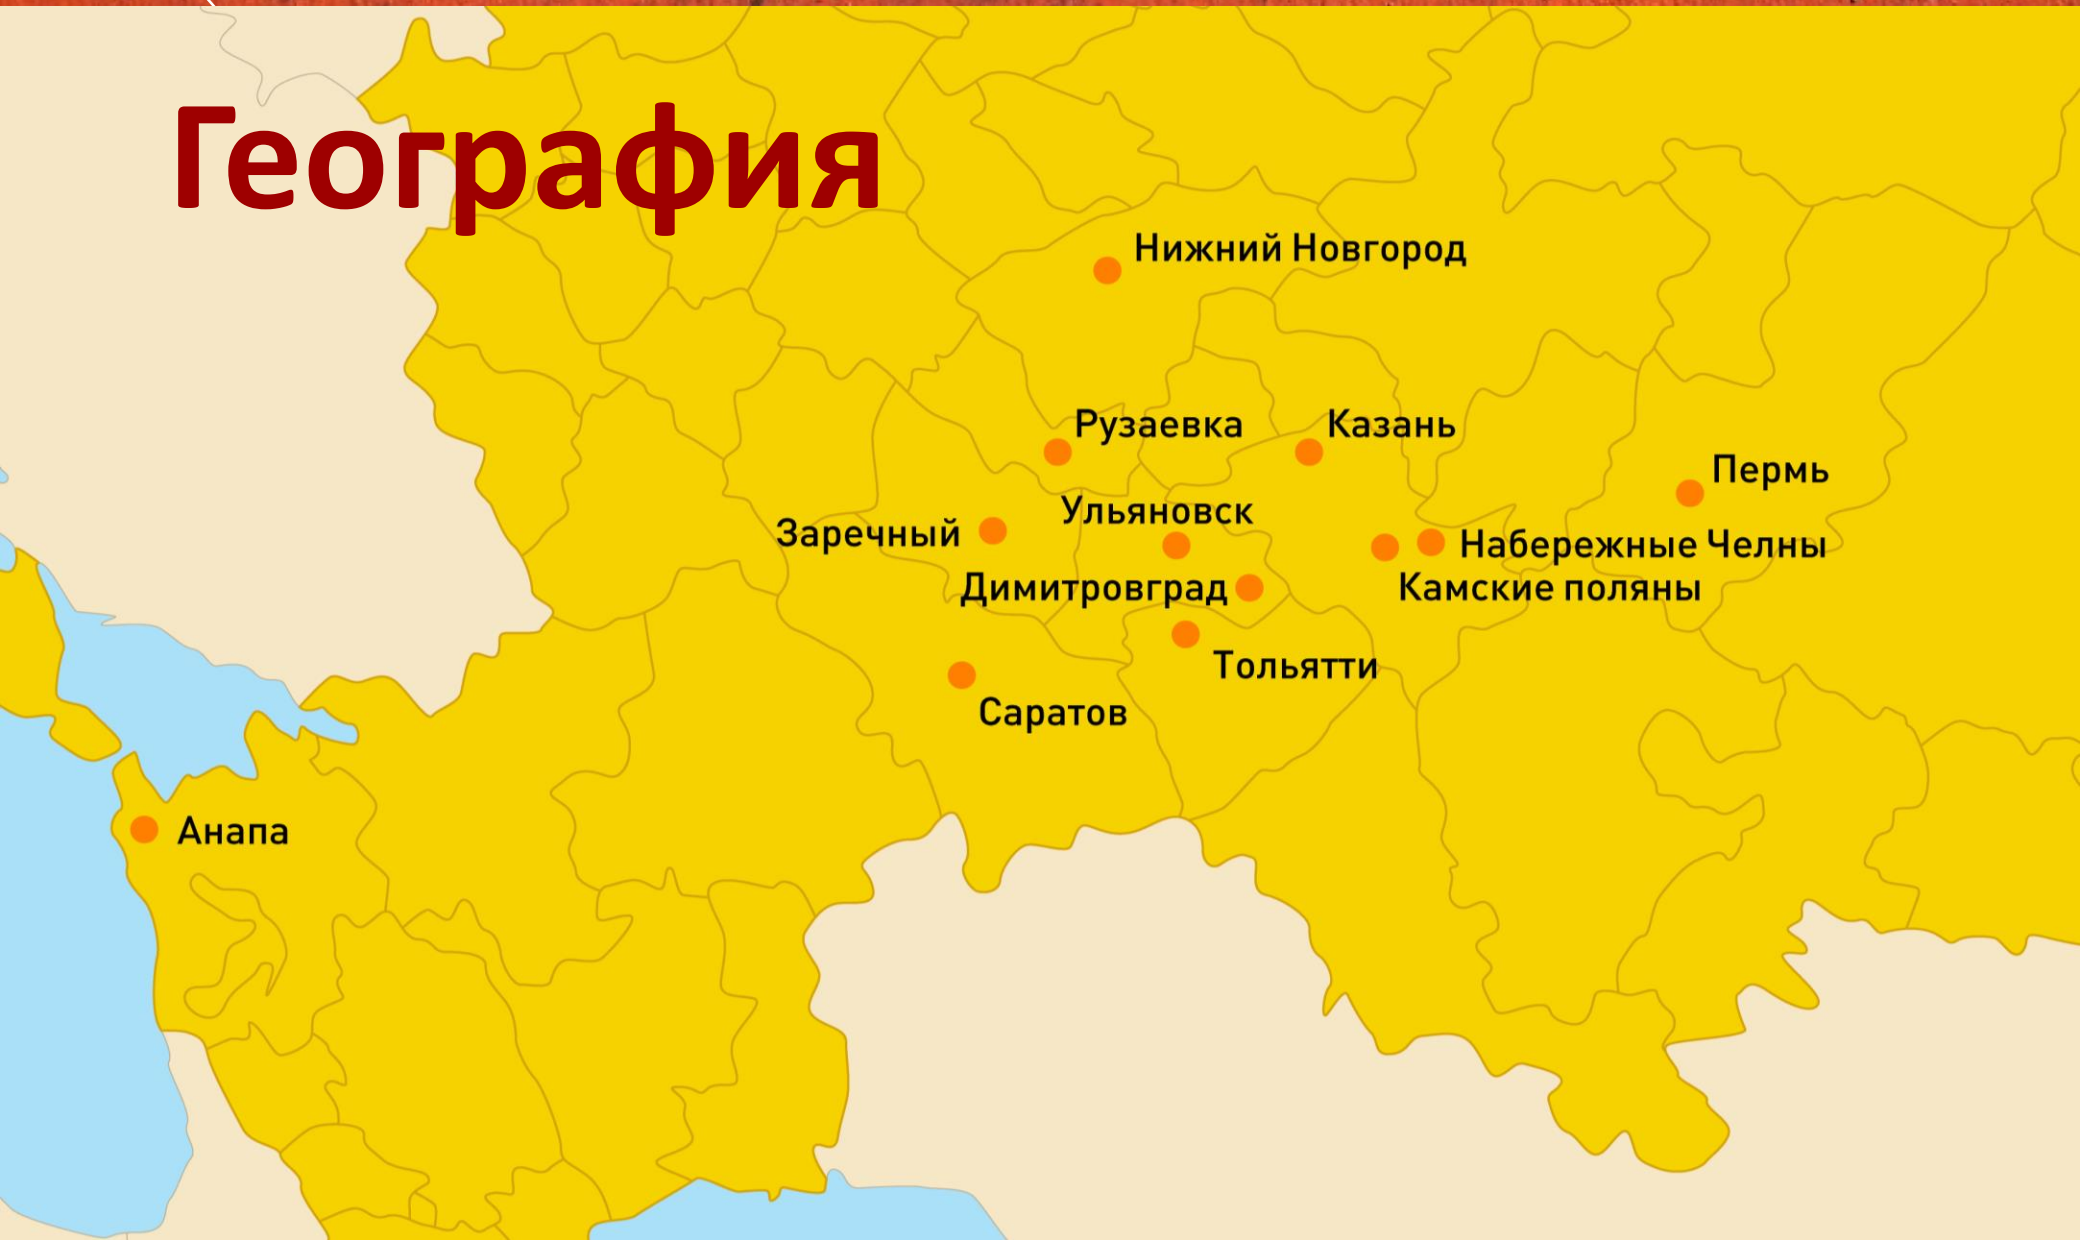 География
Нижний Новгород
Рузаевка
Казань
Пермь
Ульяновск
Заречный
Набережные Челны
Димитровград
Камские поляны
Тольятти
Саратов
Анапа